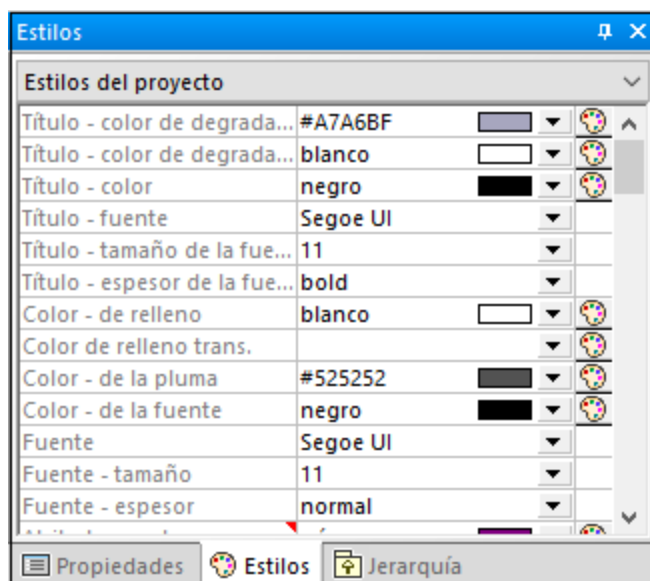 Estilos
Estilos del proyecto
Título - color de degrada... #A7A6BF
Título - color de degrada... blanco
Título - color negro
Título - fuente Segoe UI
Título - tamaño de la fue... 11
Título - espesor de la fue... bold
Color - de relleno blanco
Color de relleno trans.
Color - de la pluma #525252
Color - de la fuente negro
Fuente Segoe UI
Fuente - tamaño 11
Fuente - espesor normal
Propiedades Estilos Jerarquía